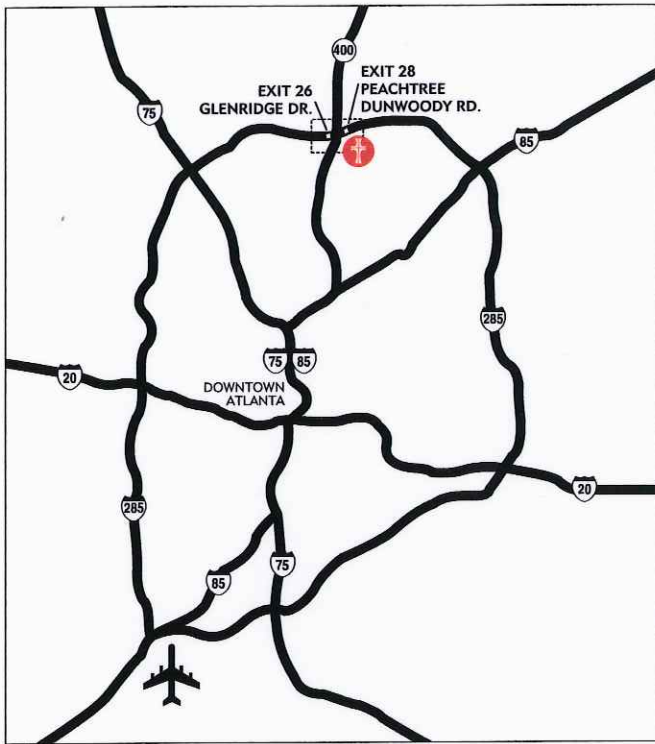 400
EXIT 28
PEACHTREE
DUNWOODY RD.
EXIT 26
GLENRIDGE DR.
75
85
285
75 85
20
DOWNTOWN
ATLANTA
20
285
85
75